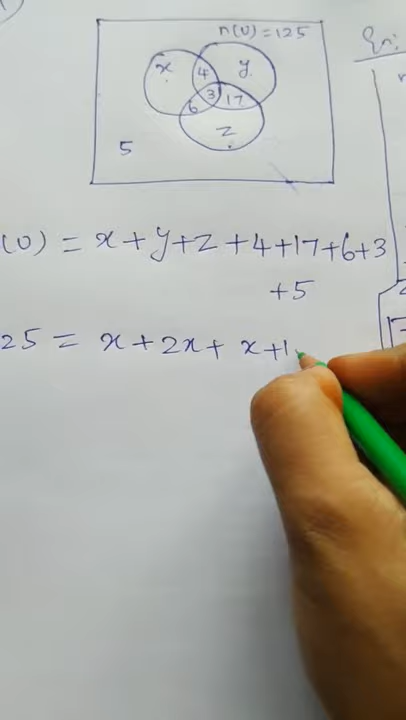 n(U) = 125
x 4 y
3
6 17
z
5
(U) = x + y + z + 4 + 17 + 6 + 3
+ 5
25 = x + 2x + x + 1